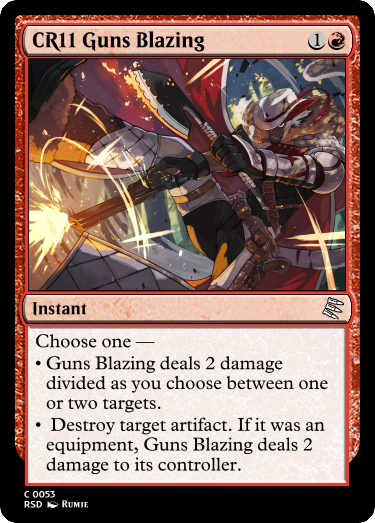 CR11 Guns Blazing 1
Instant
Choose one —
• Guns Blazing deals 2 damage
divided as you choose between one
or two targets.
• Destroy target artifact. If it was an
equipment, Guns Blazing deals 2
damage to its controller.
C 0053
RSD Rumie